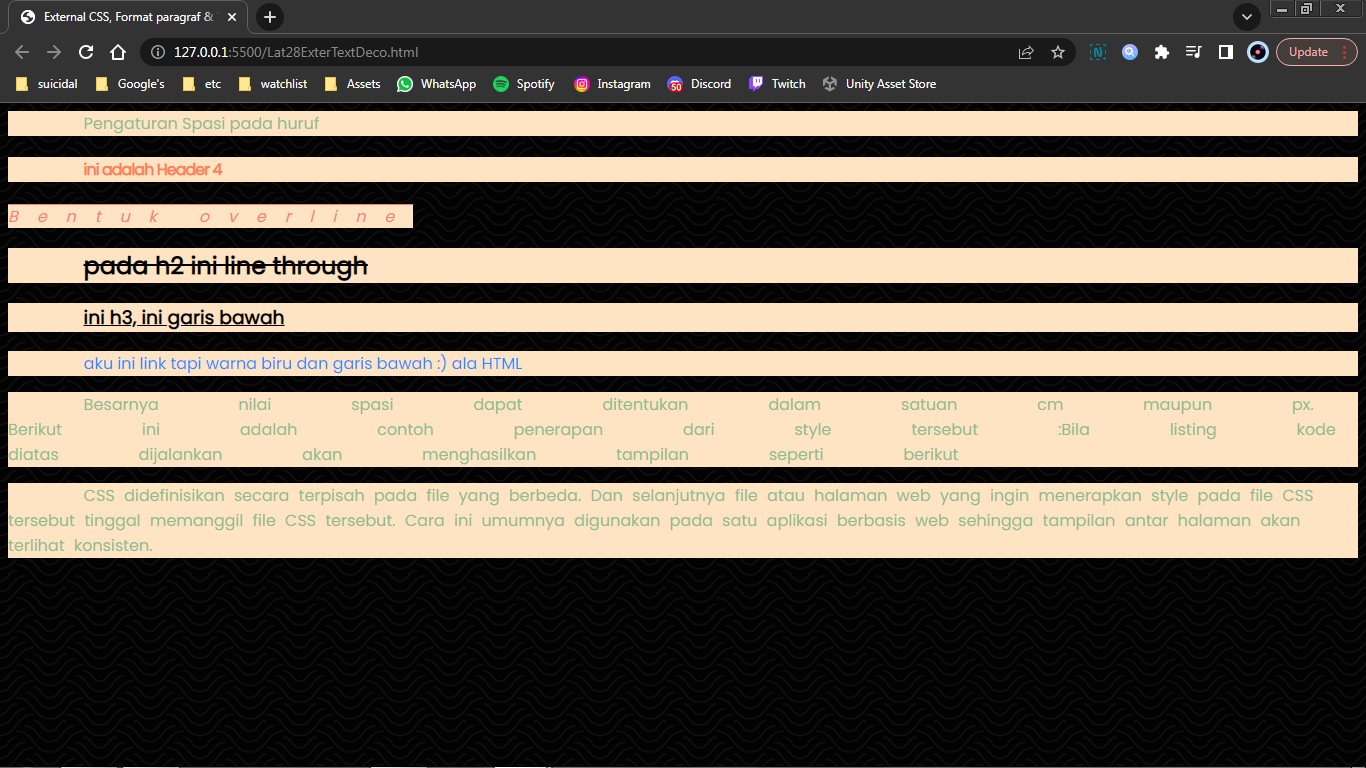 External CSS, Format paragraf &
127.0.0.1:5500/Lat28ExterTextDeco.html
Update
suicidal Google's etc watchlist Assets WhatsApp Spotify Instagram 50 Discord Twitch Unity Asset Store
Pengaturan Spasi pada huruf
ini adalah Header 4
Bentuk overline
pada h2 ini line through
ini h3, ini garis bawah
aku ini link tapi warna biru dan garis bawah :) ala HTML
Besarnya nilai spasi dapat ditentukan dalam satuan cm maupun px.
Berikut ini adalah contoh penerapan dari style tersebut :Bila listing kode
diatas dijalankan akan menghasilkan tampilan seperti berikut
CSS didefinisikan secara terpisah pada file yang berbeda. Dan selanjutnya file atau halaman web yang ingin menerapkan style pada file CSS
tersebut tinggal memanggil file CSS tersebut. Cara ini umumnya digunakan pada satu aplikasi berbasis web sehingga tampilan antar halaman akan
terlihat konsisten.